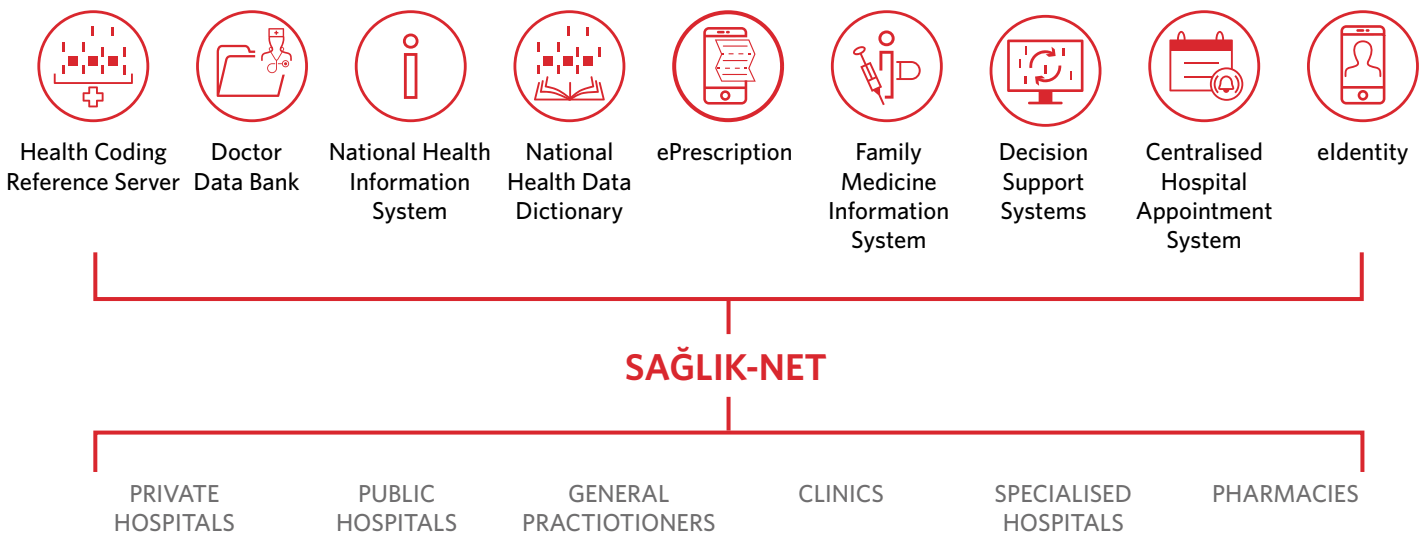 Health Coding
Reference Server
Doctor
Data Bank
National Health
Information
System
National
Health Data
Dictionary
ePrescription
Family
Medicine
Information
System
Decision
Support
Systems
Centralised
Hospital
Appointment
System
eIdentity
SAĞLIK-NET
PRIVATE
HOSPITALS
PUBLIC
HOSPITALS
GENERAL
PRACTIOTIONERS
CLINICS
SPECIALISED
HOSPITALS
PHARMACIES